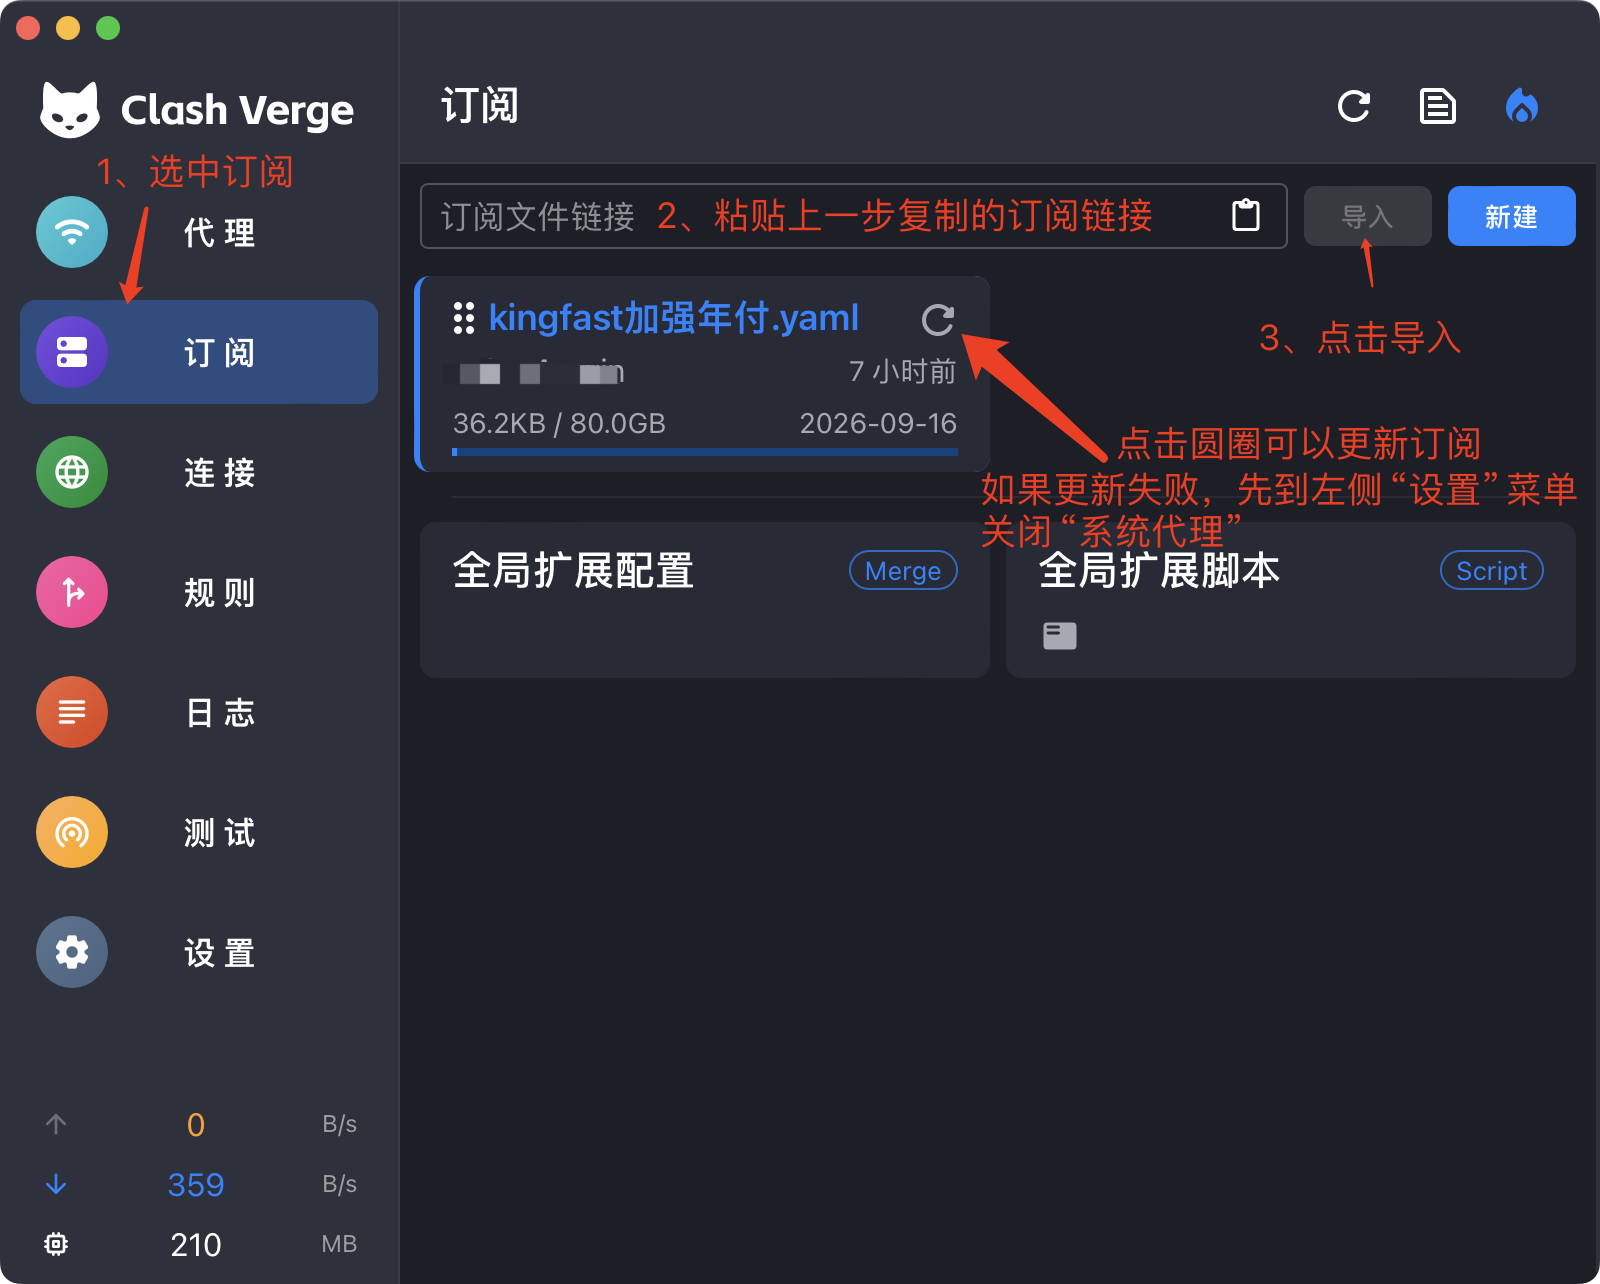 Clash Verge
1、选中订阅
代理
订阅
连接
规则
日志
测试
设置
0 B/s
359 B/s
210 MB
订阅
订阅文件链接 2、粘贴上一步复制的订阅链接
导入
新建
3、点击导入
kingfast加强年付.yaml
7 小时前
36.2KB / 80.0GB
2026-09-16
点击圆圈可以更新订阅
如果更新失败，先到左侧“设置”菜单
关闭“系统代理”
全局扩展配置
Merge
全局扩展脚本
Script